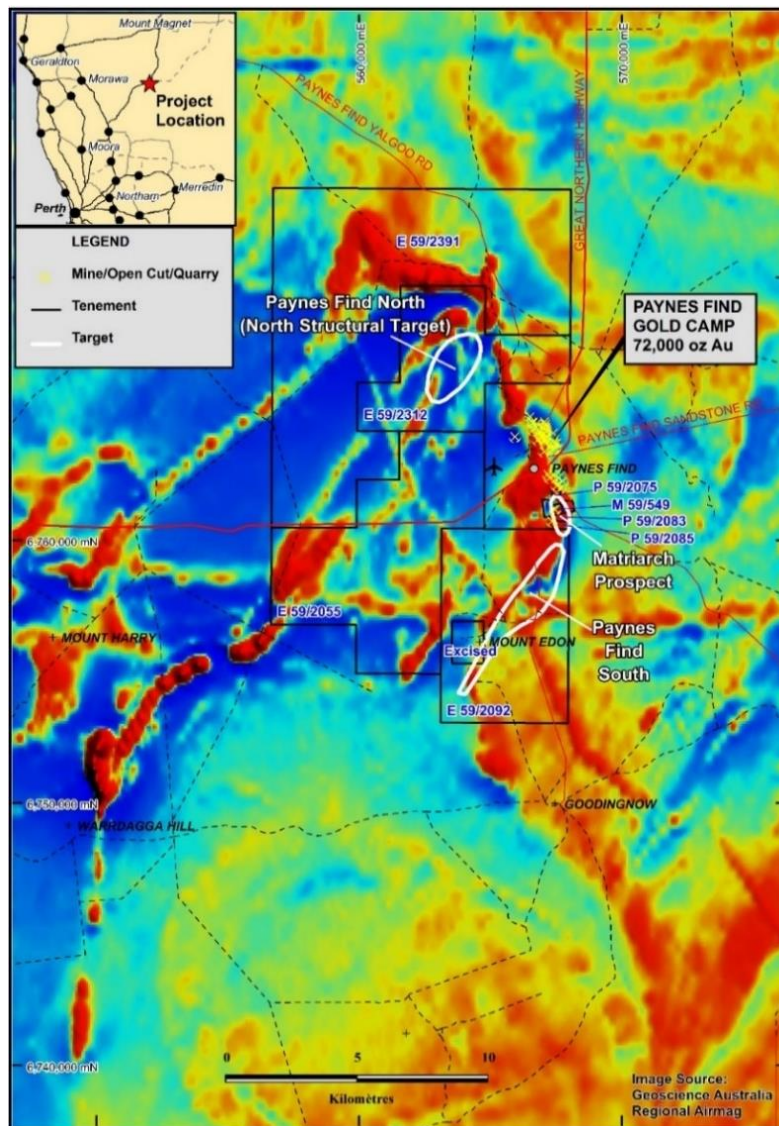 Mount Magnet
Geraldton
Morawa
Project
Location
Moora
Northam
Merredin
Perth
LEGEND
Mine/Open Cut/Quarry
Tenement
Target
560,000 mE
570,000 mE
PAYNES FIND YALGOO RD
GREAT NORTHERN HIGHWAY
E 59/2391
Paynes Find North
(North Structural Target)
PAYNES FIND
GOLD CAMP
72,000 oz Au
E 59/2312
PAYNES FIND SANDSTONE RD
PAYNES FIND
P 59/2075
M 59/549
P 59/2083
P 59/2085
6,760,000 mN
Matriarch
Prospect
E 59/2055
MOUNT HARRY
MOUNT EDON
Excised
Paynes
Find
South
E 59/2092
6,750,000 mN
GOODINGNOW
WARRDAGGA HILL
6,740,000 mN
0 5 10
Kilomètres
Image Source:
Geoscience Australia
Regional Airmag